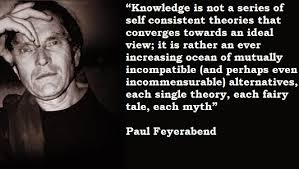 “Knowledge is not a series of
self consistent theories that
converges towards an ideal
view; it is rather an ever
increasing ocean of mutually
incompatible (and perhaps even
incommensurable) alternatives,
each single theory, each fairy
tale, each myth”
Paul Feyerabend